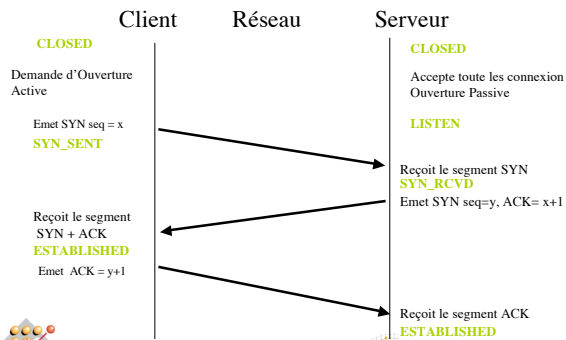 Client Réseau Serveur
CLOSED
CLOSED
Demande d'Ouverture
Active
Accepte toute les connexion
Ouverture Passive
Emet SYN seq = x
SYN_SENT
LISTEN
Reçoit le segment SYN
SYN_RCVD
Emet SYN seq=y, ACK= x+1
Reçoit le segment
SYN + ACK
ESTABLISHED
Emet ACK = y+1
Reçoit le segment ACK
ESTABLISHED